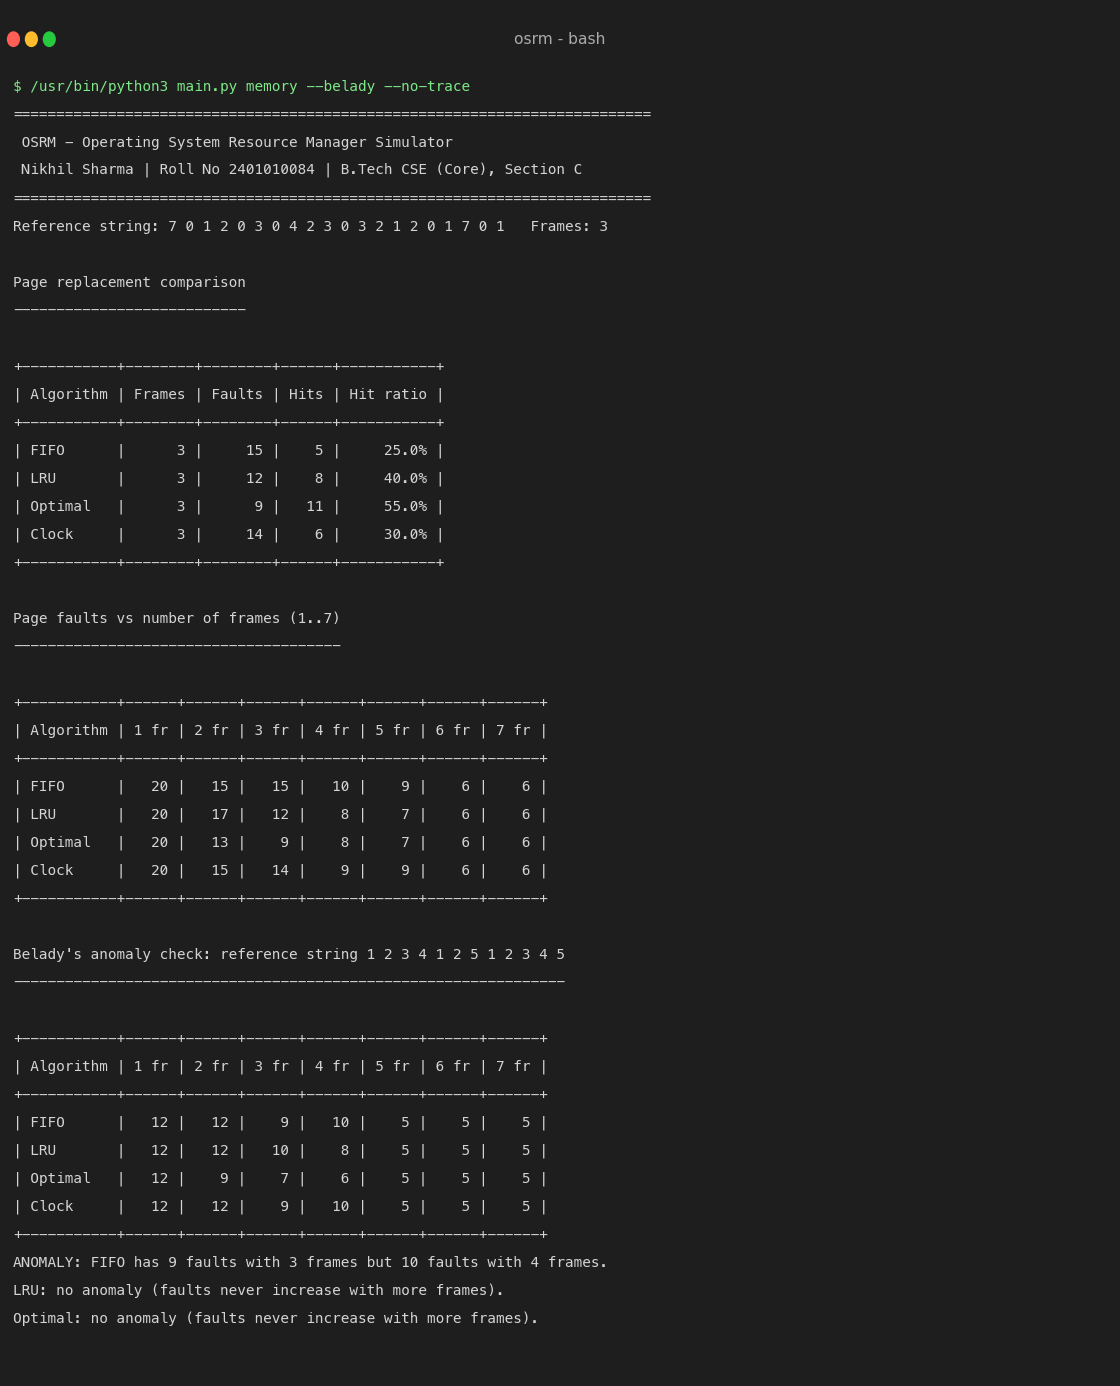 osrm - bash
$ /usr/bin/python3 main.py memory --belady --no-trace
==========================================================================
 OSRM - Operating System Resource Manager Simulator
 Nikhil Sharma | Roll No 2401010084 | B.Tech CSE (Core), Section C
==========================================================================
Reference string: 7 0 1 2 0 3 0 4 2 3 0 3 2 1 2 0 1 7 0 1   Frames: 3
Page replacement comparison
---------------------------
+-----------+--------+--------+------+-----------+
| Algorithm | Frames | Faults | Hits | Hit ratio |
+-----------+--------+--------+------+-----------+
| FIFO      |      3 |     15 |    5 |     25.0% |
| LRU       |      3 |     12 |    8 |     40.0% |
| Optimal   |      3 |      9 |   11 |     55.0% |
| Clock     |      3 |     14 |    6 |     30.0% |
+-----------+--------+--------+------+-----------+
Page faults vs number of frames (1..7)
--------------------------------------
+-----------+------+------+------+------+------+------+------+
| Algorithm | 1 fr | 2 fr | 3 fr | 4 fr | 5 fr | 6 fr | 7 fr |
+-----------+------+------+------+------+------+------+------+
| FIFO      |   20 |   15 |   15 |   10 |    9 |    6 |    6 |
| LRU       |   20 |   17 |   12 |    8 |    7 |    6 |    6 |
| Optimal   |   20 |   13 |    9 |    8 |    7 |    6 |    6 |
| Clock     |   20 |   15 |   14 |    9 |    9 |    6 |    6 |
+-----------+------+------+------+------+------+------+------+
Belady's anomaly check: reference string 1 2 3 4 1 2 5 1 2 3 4 5
----------------------------------------------------------------
+-----------+------+------+------+------+------+------+------+
| Algorithm | 1 fr | 2 fr | 3 fr | 4 fr | 5 fr | 6 fr | 7 fr |
+-----------+------+------+------+------+------+------+------+
| FIFO      |   12 |   12 |    9 |   10 |    5 |    5 |    5 |
| LRU       |   12 |   12 |   10 |    8 |    5 |    5 |    5 |
| Optimal   |   12 |    9 |    7 |    6 |    5 |    5 |    5 |
| Clock     |   12 |   12 |    9 |   10 |    5 |    5 |    5 |
+-----------+------+------+------+------+------+------+------+
ANOMALY: FIFO has 9 faults with 3 frames but 10 faults with 4 frames.
LRU: no anomaly (faults never increase with more frames).
Optimal: no anomaly (faults never increase with more frames).